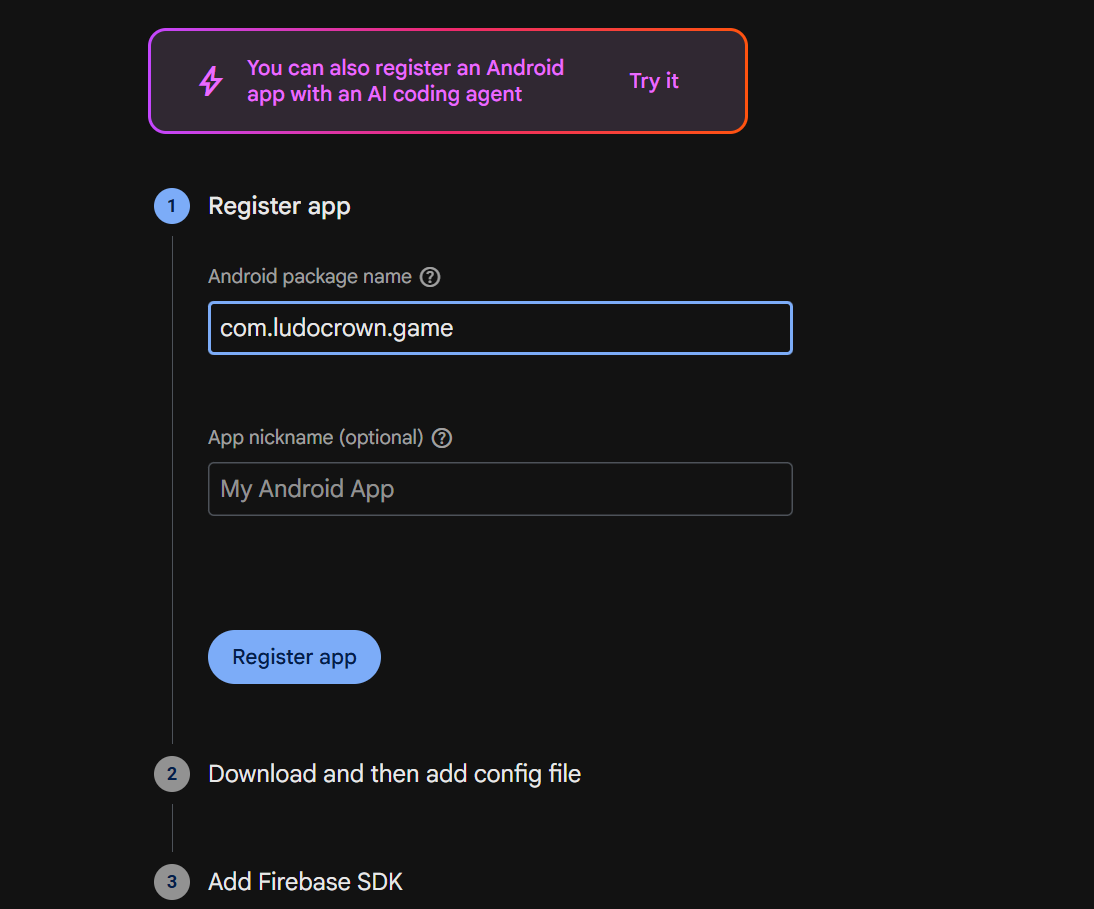 You can also register an Android
app with an AI coding agent
Try it
1
Register app
Android package name ?
com.ludocrown.game
App nickname (optional) ?
My Android App
Register app
2
Download and then add config file
3
Add Firebase SDK